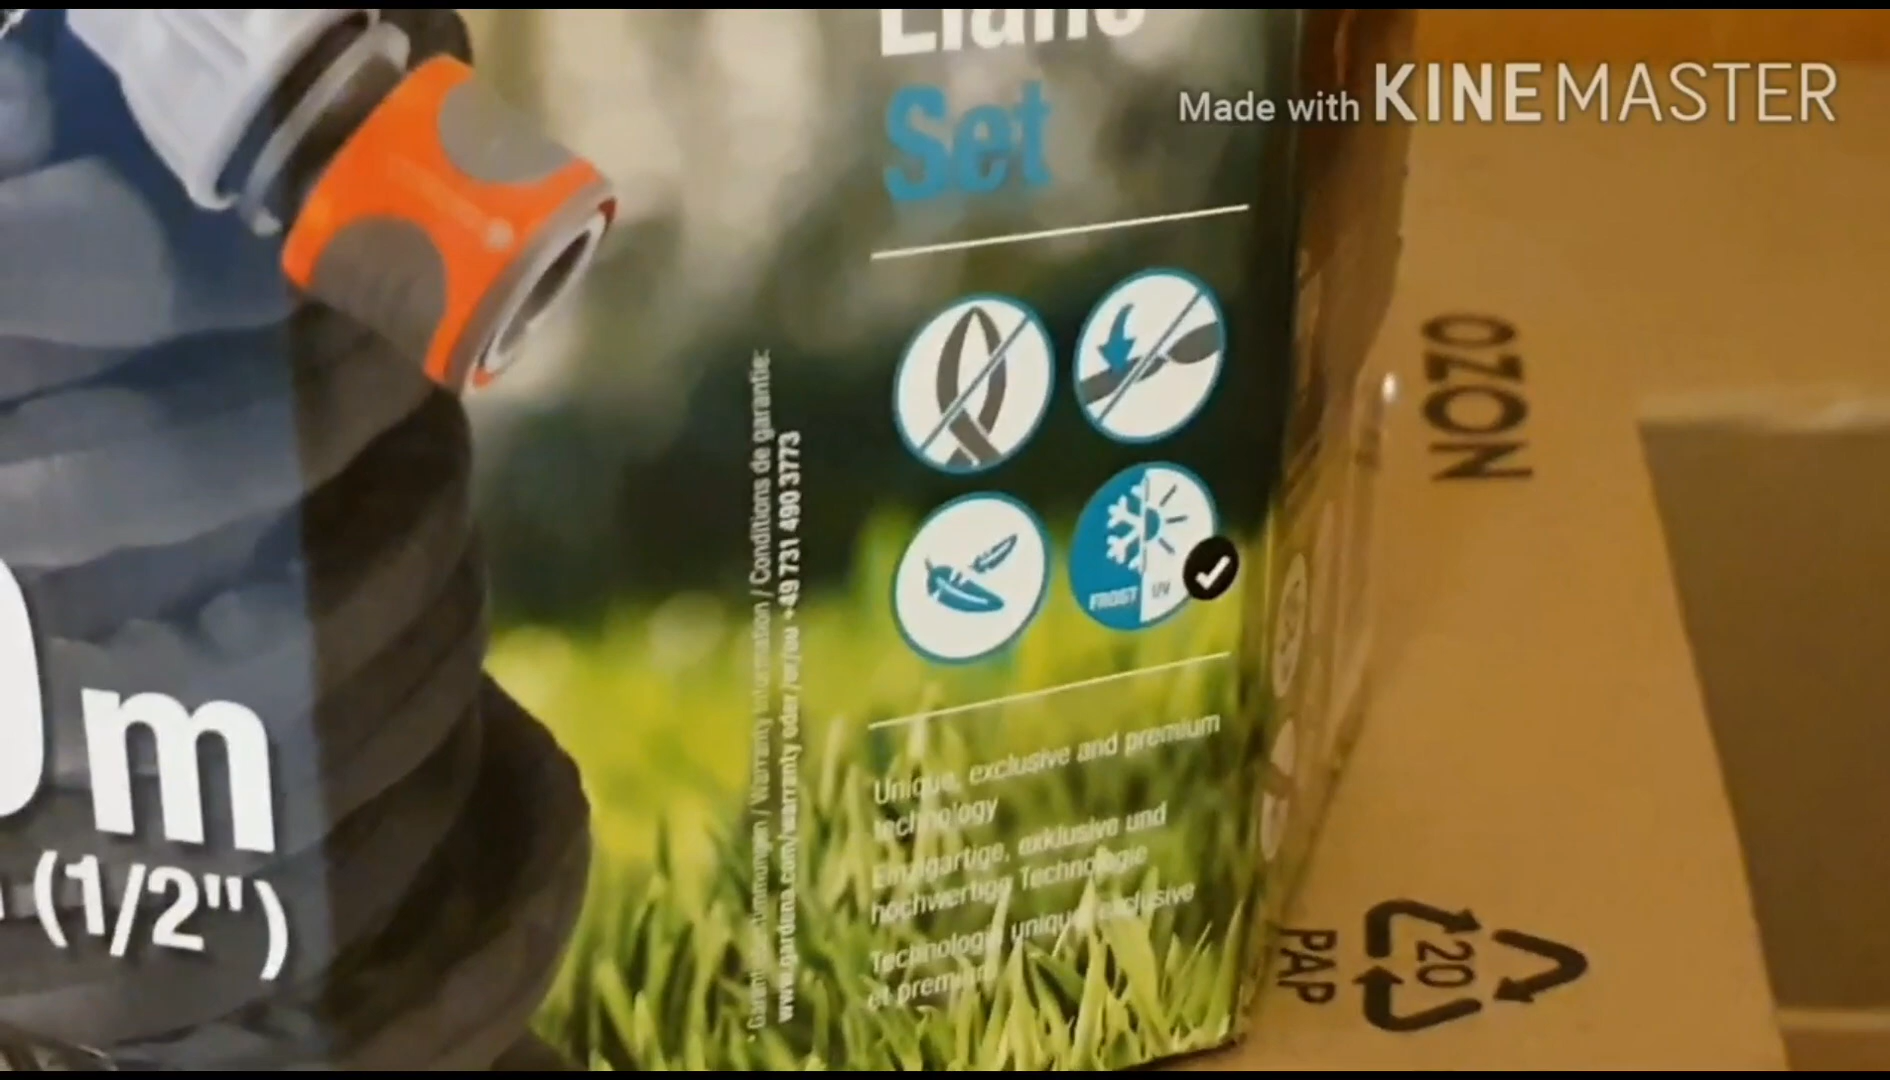 Set
Made with KINEMASTER
OZON
FROST
UV
m
(1/2")
Conditions de garantie:
www.gardena.com/warranty oder/or/ou +49 731 490 3773
Unique, exclusive and premium
technology
Einzigartige, exklusive und
hochwertige Technologie
Technologie unique, exclusive
et premium
20
PAP